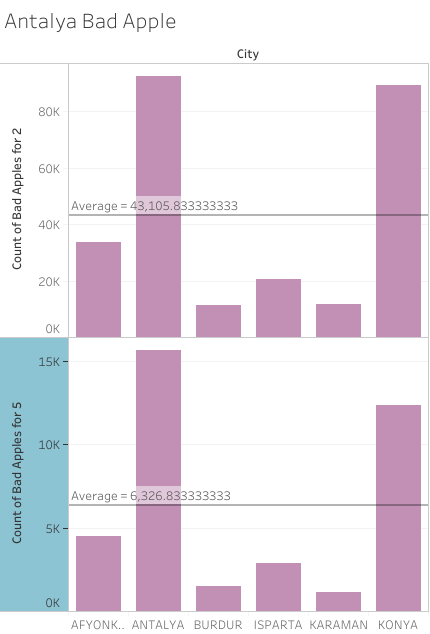 Antalya Bad Apple
City
Count of Bad Apples for 2
80K
60K
Average = 43,105.833333333
40K
20K
0K
Count of Bad Apples for 5
15K
10K
Average = 6,326.833333333
5K
0K
AFYONK.. ANTALYA BURDUR ISPARTA KARAMAN KONYA